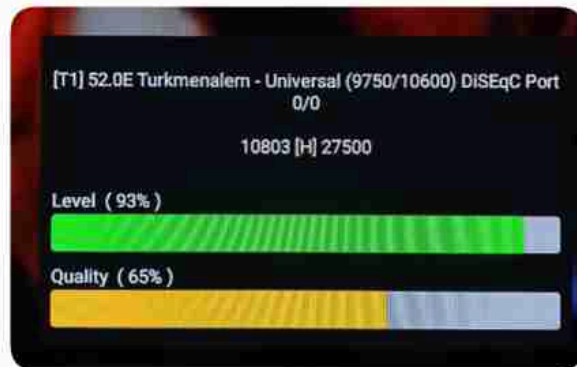 [T1] 52.0E Turkmenalem - Universal (9750/10600) DiSEqC Port
0/0
10803 [H] 27500
Level ( 93% )
Quality ( 65% )